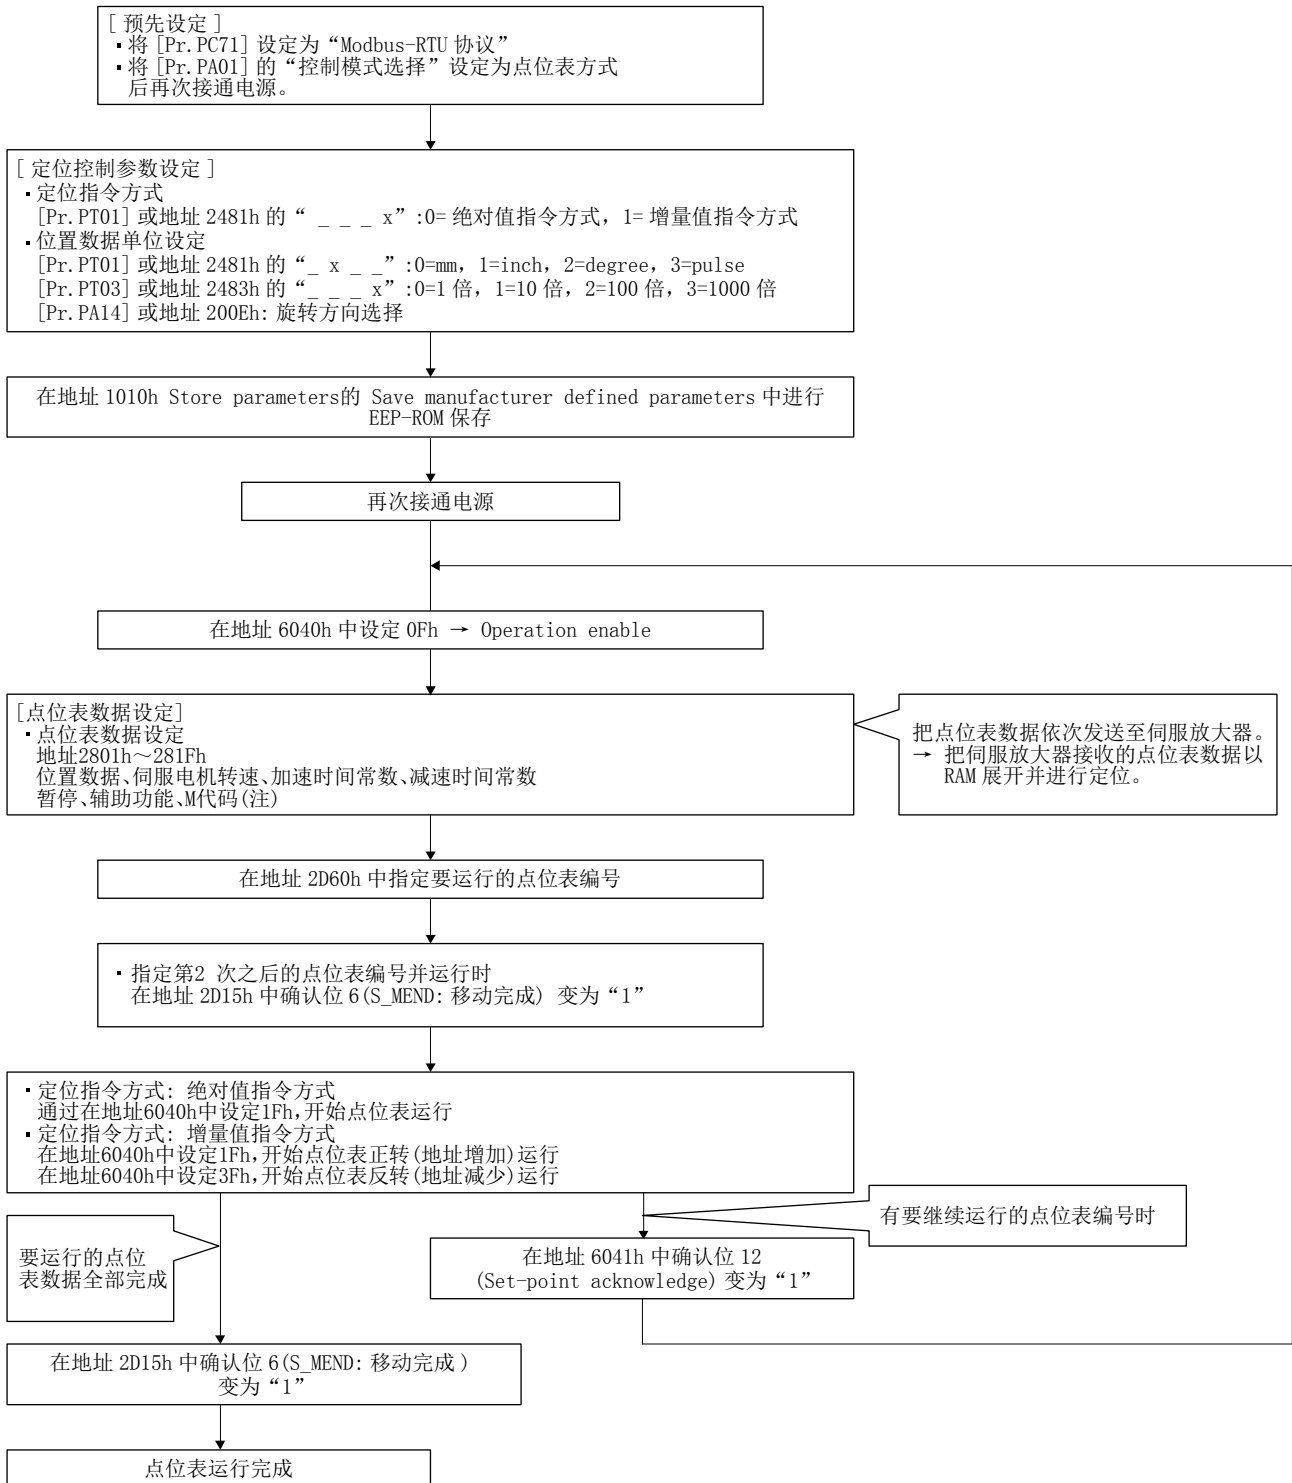 [ 预先设定 ]
▪ 将 [Pr.PC71] 设定为“Modbus-RTU 协议”
▪ 将 [Pr.PA01] 的“控制模式选择”设定为点位表方式
后再次接通电源。
[ 定位控制参数设定 ]
▪ 定位指令方式
[Pr.PT01] 或地址 2481h 的“ _ _ _ x”:0= 绝对值指令方式，1= 增量值指令方式
▪ 位置数据单位设定
[Pr.PT01] 或地址 2481h 的“_ x _ _”:0=mm，1=inch，2=degree，3=pulse
[Pr.PT03] 或地址 2483h 的“_ _ _ x”:0=1 倍，1=10 倍，2=100 倍，3=1000 倍
[Pr.PA14] 或地址 200Eh: 旋转方向选择
在地址 1010h Store parameters的 Save manufacturer defined parameters 中进行
EEP-ROM 保存
再次接通电源
在地址 6040h 中设定 0Fh → Operation enable
[点位表数据设定]
▪ 点位表数据设定
地址2801h～281Fh
位置数据、伺服电机转速、加速时间常数、减速时间常数
暂停、辅助功能、M代码(注)
把点位表数据依次发送至伺服放大器。
→ 把伺服放大器接收的点位表数据以
RAM 展开并进行定位。
在地址 2D60h 中指定要运行的点位表编号
▪ 指定第2 次之后的点位表编号并运行时
在地址 2D15h 中确认位 6(S_MEND: 移动完成) 变为“1”
▪ 定位指令方式: 绝对值指令方式
通过在地址6040h中设定1Fh,开始点位表运行
▪ 定位指令方式: 增量值指令方式
在地址6040h中设定1Fh,开始点位表正转(地址增加)运行
在地址6040h中设定3Fh,开始点位表反转(地址减少)运行
有要继续运行的点位表编号时
要运行的点位
表数据全部完成
在地址 6041h 中确认位 12
(Set-point acknowledge) 变为“1”
在地址 2D15h 中确认位 6(S_MEND: 移动完成 )
变为“1”
点位表运行完成